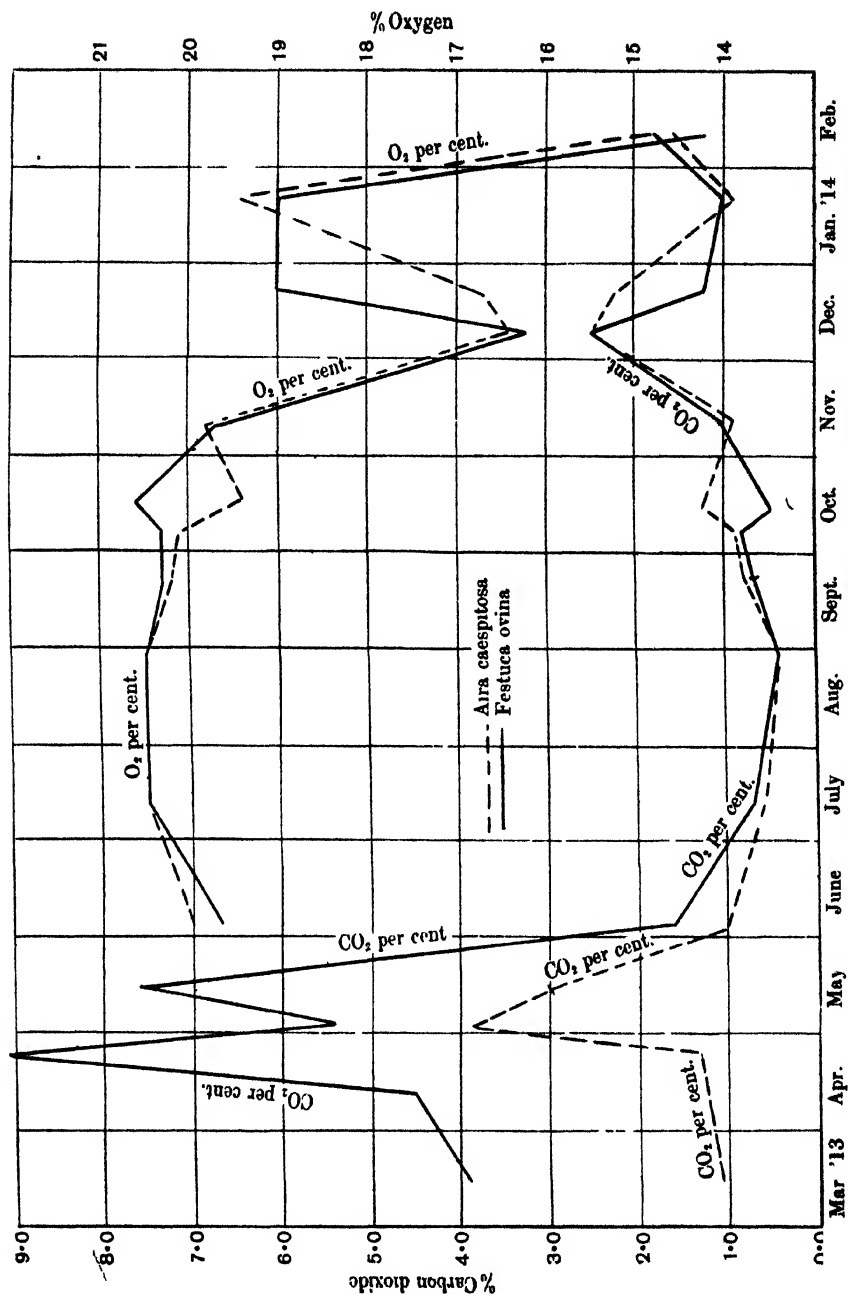 % Oxygen
21
20
19
18
17
16
15
14
O₂ per cent.
O₂ per cent.
O₂ per cent.
CO₂ per cent.
Aira caespitosa
Festuca ovina
CO₂ per cent.
CO₂ per cent
CO₂ per cent.
CO₂ per cent.
CO₂ per cent.
9·0
8·0
7·0
6·0
5·0
4·0
3·0
2·0
1·0
0·0
% Carbon dioxide
Mar '13
Apr.
May
June
July
Aug.
Sept.
Oct.
Nov.
Dec.
Jan. '14
Feb.